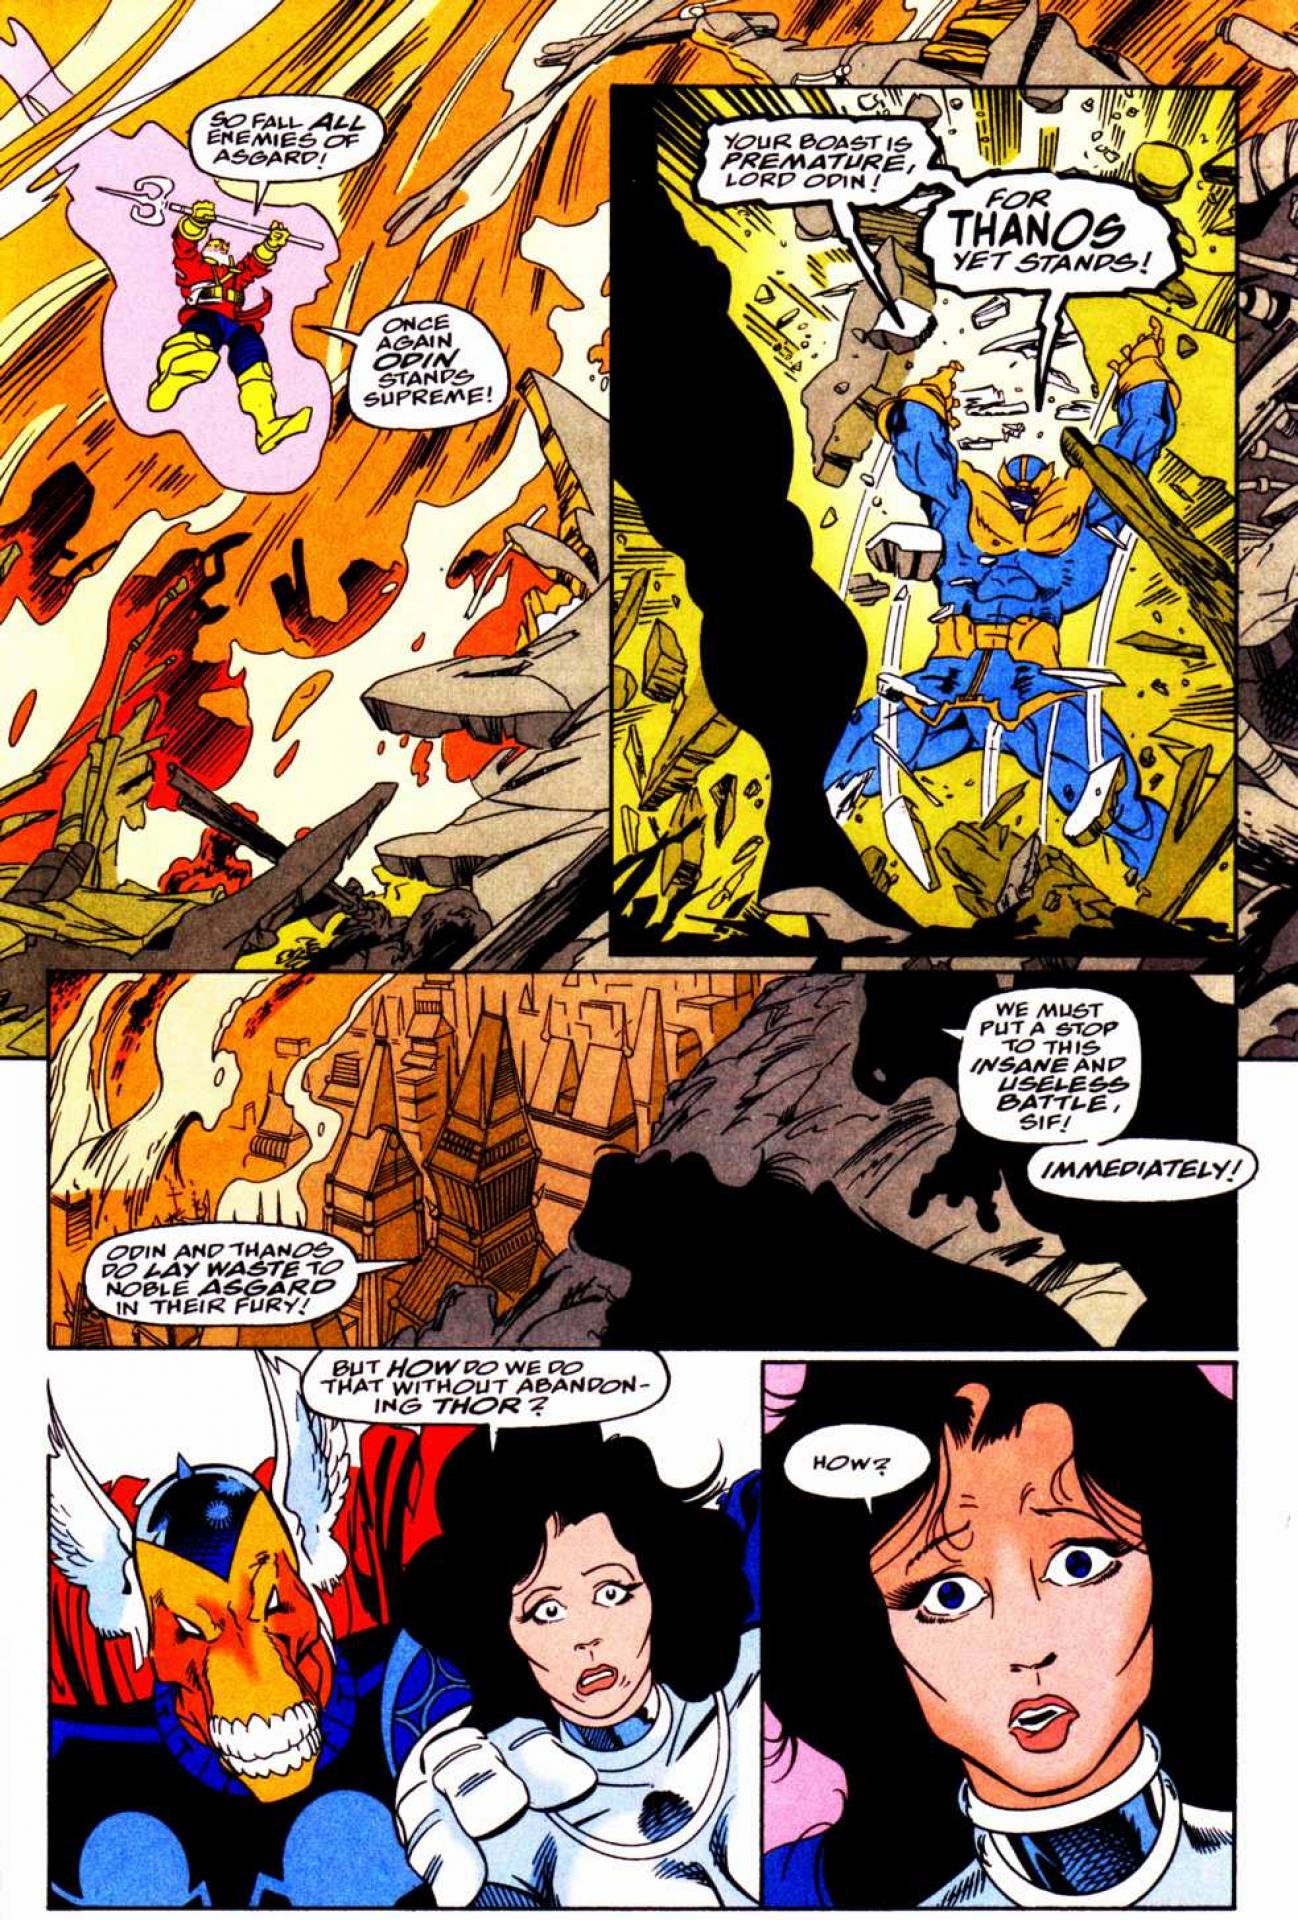 SO FALL ALL
ENEMIES OF
ASGARD!
ONCE
AGAIN
ODIN
STANDS
SUPREME!
YOUR BOAST IS
PREMATURE,
LORD ODIN!
FOR
THANOS
YET STANDS!
WE MUST
PUT A STOP
TO THIS
INSANE AND
USELESS
BATTLE,
SIF!
IMMEDIATELY!
ODIN AND THANOS
DO LAY WASTE TO
NOBLE ASGARD
IN THEIR FURY!
BUT HOW DO WE DO
THAT WITHOUT ABANDON-
ING THOR?
HOW?